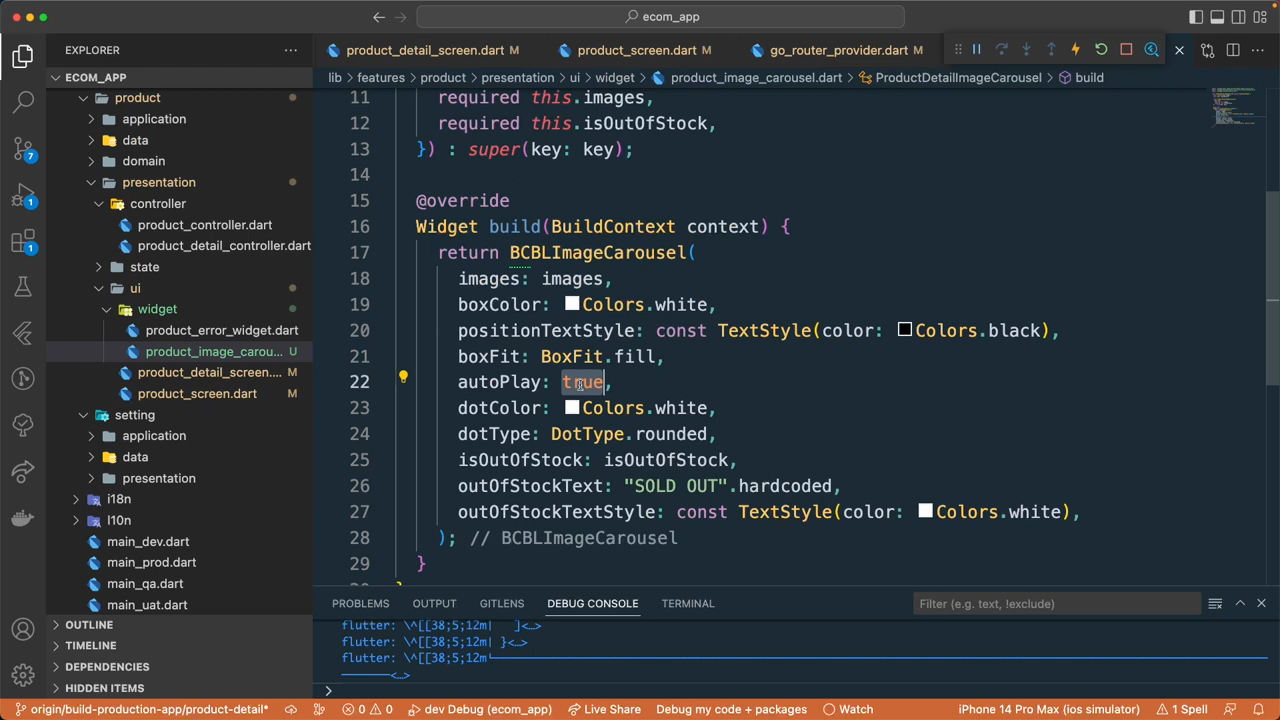 ecom_app
EXPLORER
product_detail_screen.dart M
product_screen.dart M
go_router_provider.dart M
ECOM_APP
lib > features > product > presentation > ui > widget > product_image_carousel.dart > ProductDetailImageCarousel > build
product
application
data
domain
presentation
controller
product_controller.dart
product_detail_controller.dart
state
ui
widget
product_error_widget.dart
product_image_carou... U
product_detail_screen.... M
product_screen.dart M
setting
application
data
presentation
i18n
l10n
main_dev.dart
main_prod.dart
main_qa.dart
main_uat.dart
OUTLINE
TIMELINE
DEPENDENCIES
HIDDEN ITEMS
7
1
1
11 required this.images,
12 required this.isOutOfStock,
13 }) : super(key: key);
14
15 @override
16 Widget build(BuildContext context) {
17 return BCBLImageCarousel(
18 images: images,
19 boxColor: Colors.white,
20 positionTextStyle: const TextStyle(color: Colors.black),
21 boxFit: BoxFit.fill,
22 autoPlay: true,
23 dotColor: Colors.white,
24 dotType: DotType.rounded,
25 isOutOfStock: isOutOfStock,
26 outOfStockText: "SOLD OUT".hardcoded,
27 outOfStockTextStyle: const TextStyle(color: Colors.white),
28 ); // BCBLImageCarousel
29 }
PROBLEMS OUTPUT GITLENS DEBUG CONSOLE TERMINAL
Filter (e.g. text, !exclude)
flutter: \^[[38;5;12m| ]<…>
flutter: \^[[38;5;12m| }<…>
flutter: \^[[38;5;12m└──────────
──────<…>
>
origin/build-production-app/product-detail* 0 0 dev Debug (ecom_app) Live Share Debug my code + packages Watch iPhone 14 Pro Max (ios simulator) 1 Spell